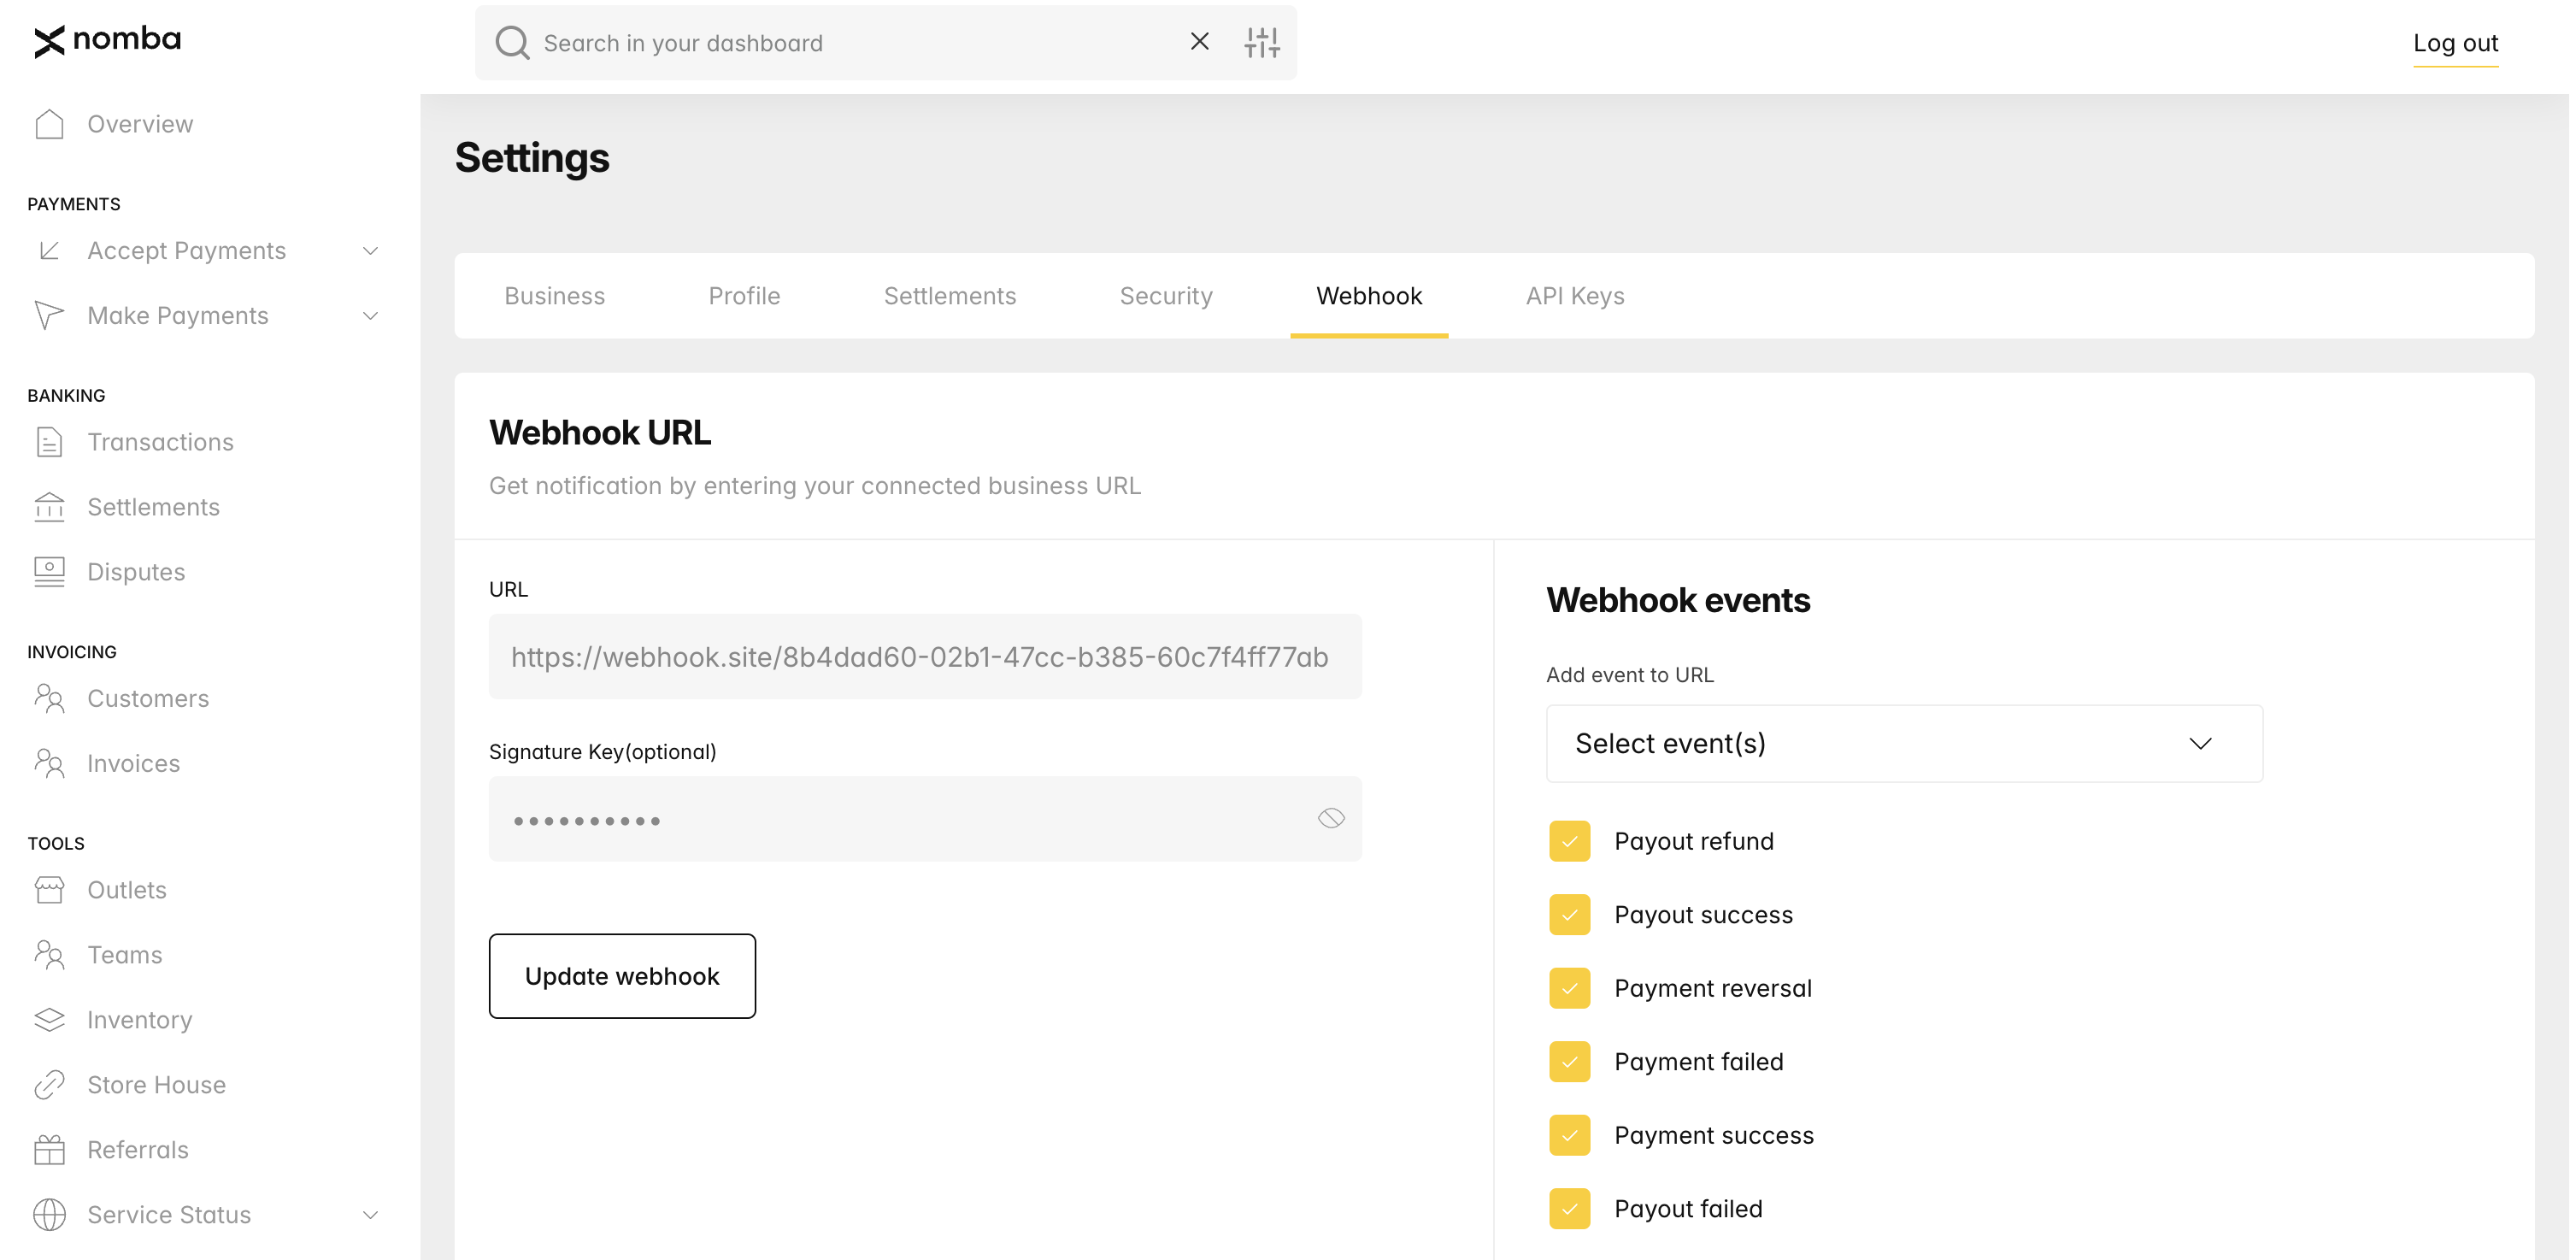 nomba
Search in your dashboard
Log out
Overview
PAYMENTS
Accept Payments
Make Payments
BANKING
Transactions
Settlements
Disputes
INVOICING
Customers
Invoices
TOOLS
Outlets
Teams
Inventory
Store House
Referrals
Service Status
Settings
Business
Profile
Settlements
Security
Webhook
API Keys
Webhook URL
Get notification by entering your connected business URL
URL
https://webhook.site/8b4dad60-02b1-47cc-b385-60c7f4ff77ab
Signature Key(optional)
••••••••••
Update webhook
Webhook events
Add event to URL
Select event(s)
Payout refund
Payout success
Payment reversal
Payment failed
Payment success
Payout failed